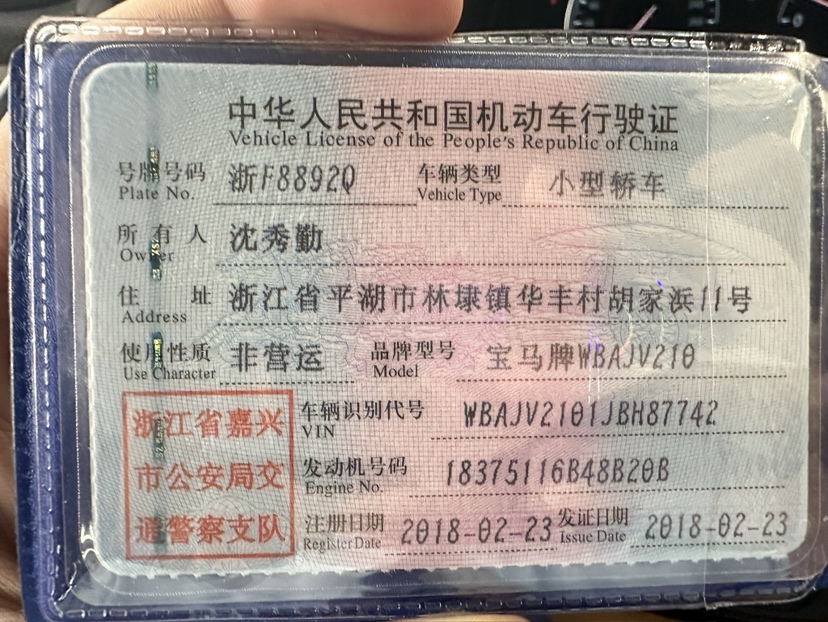 中华人民共和国机动车行驶证
Vehicle License of the People's Republic of China
号牌号码 浙F8892Q 车辆类型 小型轿车
Plate No. Vehicle Type
所有人 沈秀勤
Owner
住址 浙江省平湖市林埭镇华丰村胡家浜11号
Address
使用性质 非营运 品牌型号 宝马牌WBAJV210
Use Character Model
浙江省嘉兴 车辆识别代号 WBAJV2101JBH87742
VIN
市公安局交 发动机号码 18375116B48B20B
Engine No.
通警察支队 注册日期 2018-02-23 发证日期 2018-02-23
Register Date Issue Date